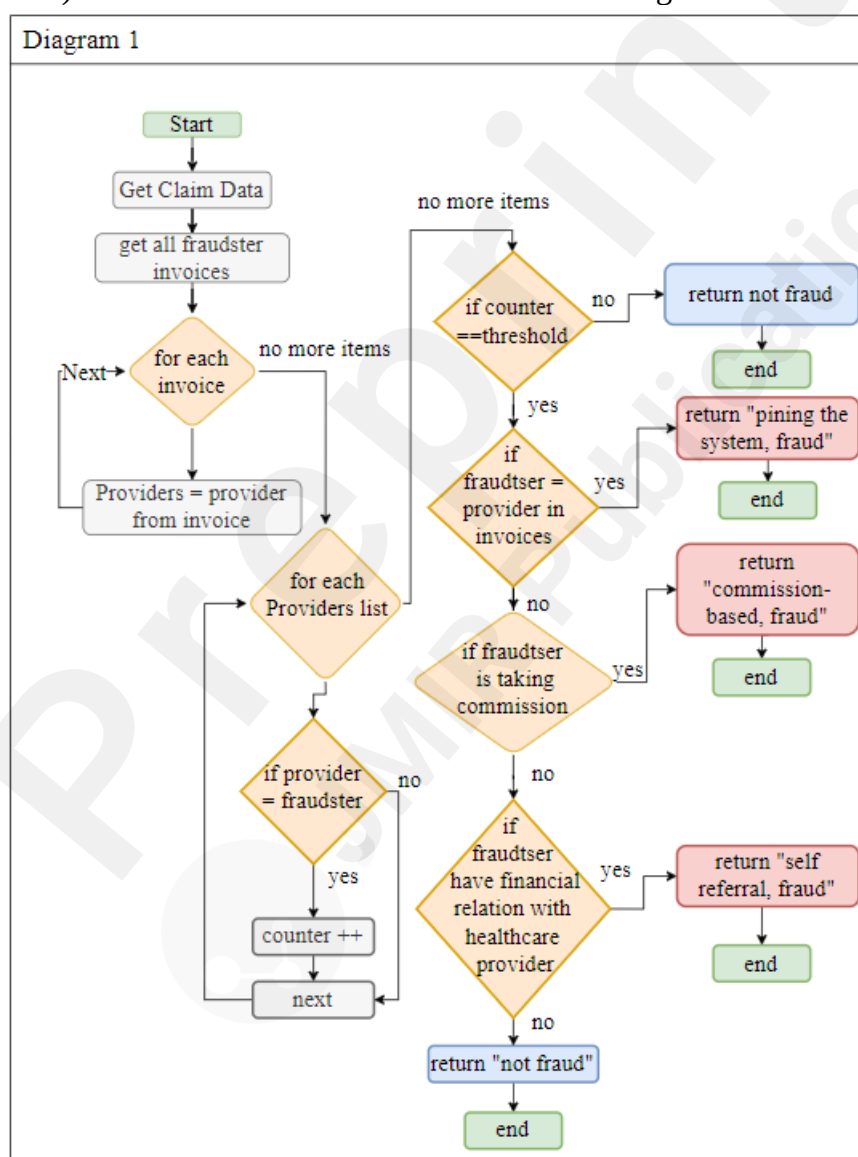 Diagram 1
Start
Get Claim Data
get all fraudster
invoices
for each
invoice
Next
no more items
Providers = provider
from invoice
for each
Providers list
if provider
= fraudster
no
yes
counter ++
next
no more items
if counter
==threshold
no
return not fraud
end
yes
if
fraudtser =
provider in
invoices
yes
return "pining the
system, fraud"
end
no
if fraudtser
is taking
commission
yes
return
"commission-
based, fraud"
end
no
if
fraudtser
have financial
relation with
healthcare
provider
yes
return "self
referral, fraud"
end
no
return "not fraud"
end
Preprint
JMIR Publicatio